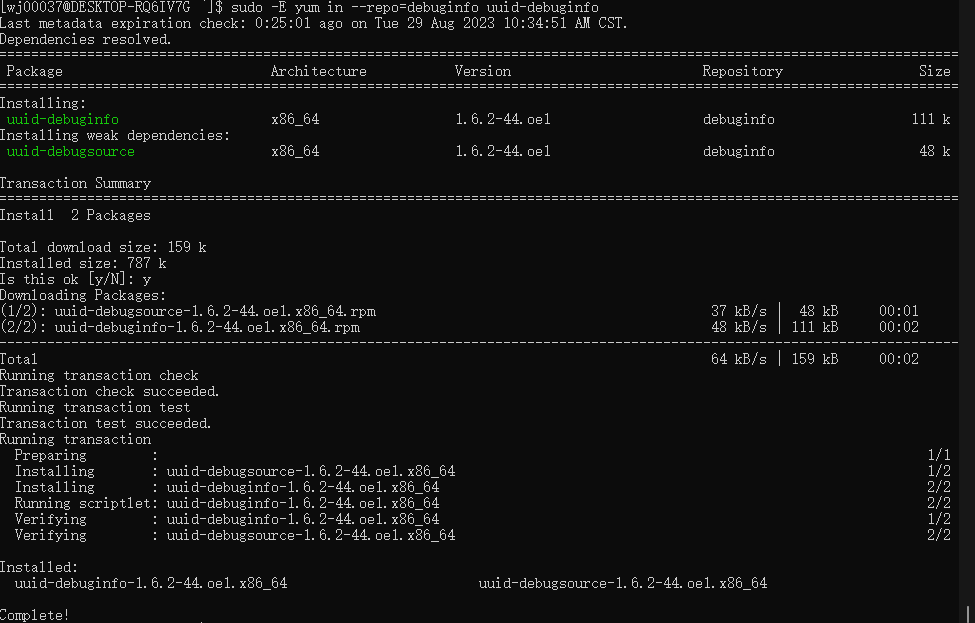 [wj00037@DESKTOP-RQ6IV7G ~]$ sudo -E yum in --repo=debuginfo uuid-debuginfo
Last metadata expiration check: 0:25:01 ago on Tue 29 Aug 2023 10:34:51 AM CST.
Dependencies resolved.
================================================================================
Package Architecture Version Repository Size
================================================================================
Installing:
uuid-debuginfo x86_64 1.6.2-44.oe1 debuginfo 111 k
Installing weak dependencies:
uuid-debugsource x86_64 1.6.2-44.oe1 debuginfo 48 k
Transaction Summary
================================================================================
Install 2 Packages
Total download size: 159 k
Installed size: 787 k
Is this ok [y/N]: y
Downloading Packages:
(1/2): uuid-debugsource-1.6.2-44.oe1.x86_64.rpm 37 kB/s | 48 kB 00:01
(2/2): uuid-debuginfo-1.6.2-44.oe1.x86_64.rpm 48 kB/s | 111 kB 00:02
--------------------------------------------------------------------------------
Total 64 kB/s | 159 kB 00:02
Running transaction check
Transaction check succeeded.
Running transaction test
Transaction test succeeded.
Running transaction
Preparing : 1/1
Installing : uuid-debugsource-1.6.2-44.oe1.x86_64 1/2
Installing : uuid-debuginfo-1.6.2-44.oe1.x86_64 2/2
Running scriptlet: uuid-debuginfo-1.6.2-44.oe1.x86_64 2/2
Verifying : uuid-debuginfo-1.6.2-44.oe1.x86_64 1/2
Verifying : uuid-debugsource-1.6.2-44.oe1.x86_64 2/2
Installed:
uuid-debuginfo-1.6.2-44.oe1.x86_64 uuid-debugsource-1.6.2-44.oe1.x86_64
Complete!